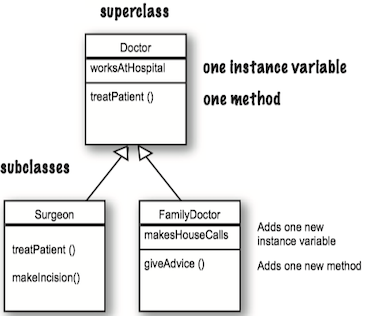 superclass
Doctor
worksAtHospital
one instance variable
treatPatient ()
one method
subclasses
Surgeon
treatPatient ()
makeIncision()
FamilyDoctor
makesHouseCalls
giveAdvice ()
Adds one new
instance variable
Adds one new method